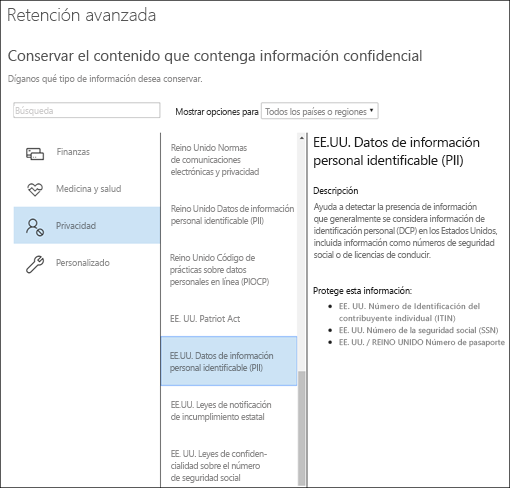 Retención avanzada
Conservar el contenido que contenga información confidencial
Díganos qué tipo de información desea conservar.
Búsqueda
Mostrar opciones para
Todos los países o regiones
Finanzas
Medicina y salud
Privacidad
Personalizado
Reino Unido Normas
de comunicaciones
electrónicas y privacidad
Reino Unido Datos de información
personal identificable (PII)
Reino Unido Código de
prácticas sobre datos
personales en línea (PIOCP)
EE. UU. Patriot Act
EE.UU. Datos de información
personal identificable (PII)
EE.UU. Leyes de notificación
de incumplimiento estatal
EE. UU. Leyes de confiden-
cialidad sobre el número
de seguridad social
EE.UU. Datos de información
personal identificable (PII)
Descripción
Ayuda a detectar la presencia de información
que generalmente se considera información de
identificación personal (DCP) en los Estados Unidos,
incluida información como números de seguridad
social o de licencias de conducir.
Protege esta información:
• EE. UU. Número de Identificación del
contribuyente individual (ITIN)
• EE. UU. Número de la seguridad social (SSN)
• EE. UU. / REINO UNIDO Número de pasaporte